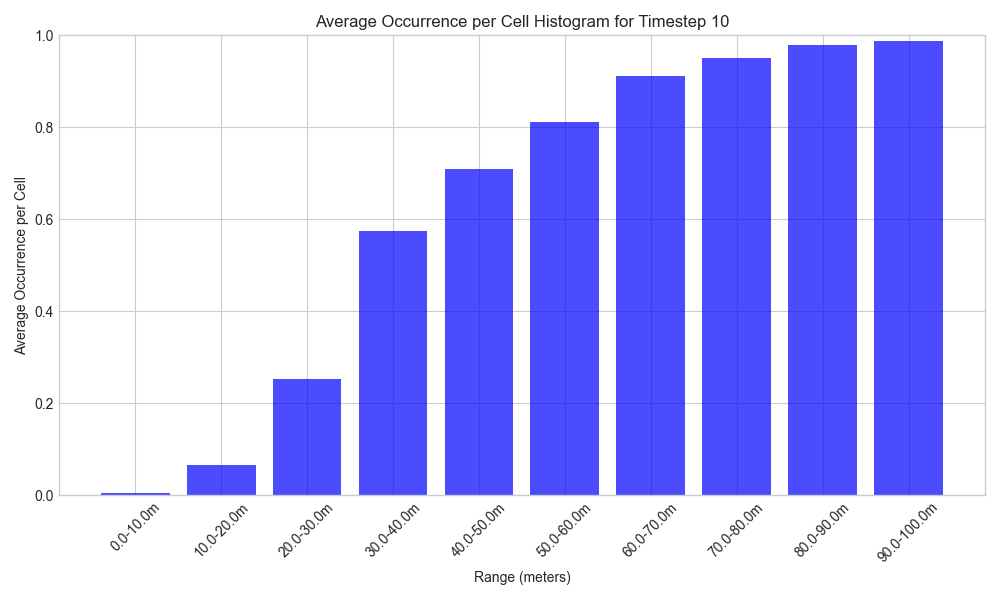 Average Occurrence per Cell Histogram for Timestep 10
Average Occurrence per Cell
1.0
0.8
0.6
0.4
0.2
0.0
0.0-10.0m
10.0-20.0m
20.0-30.0m
30.0-40.0m
40.0-50.0m
50.0-60.0m
60.0-70.0m
70.0-80.0m
80.0-90.0m
90.0-100.0m
Range (meters)